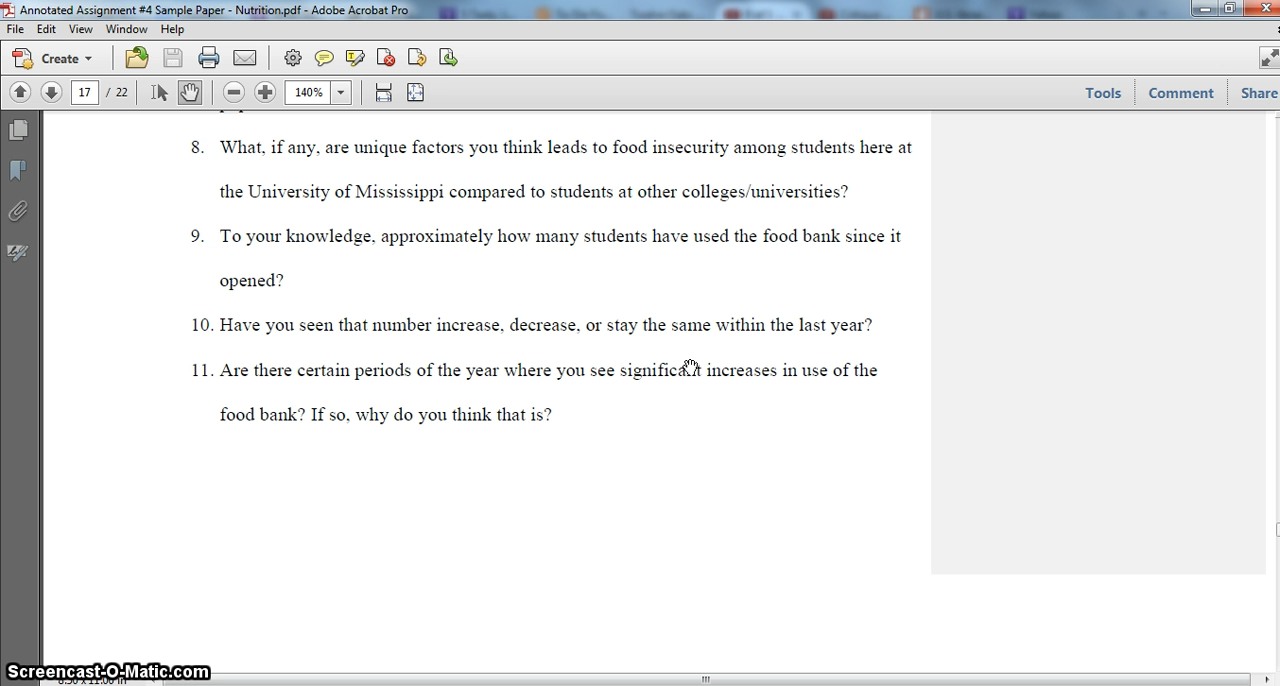 Annotated Assignment #4 Sample Paper - Nutrition.pdf - Adobe Acrobat Pro
File Edit View Window Help
Create
17 / 22 140% Tools Comment Share
8. What, if any, are unique factors you think leads to food insecurity among students here at
the University of Mississippi compared to students at other colleges/universities?
9. To your knowledge, approximately how many students have used the food bank since it
opened?
10. Have you seen that number increase, decrease, or stay the same within the last year?
11. Are there certain periods of the year where you see significant increases in use of the
food bank? If so, why do you think that is?
Screencast-O-Matic.com